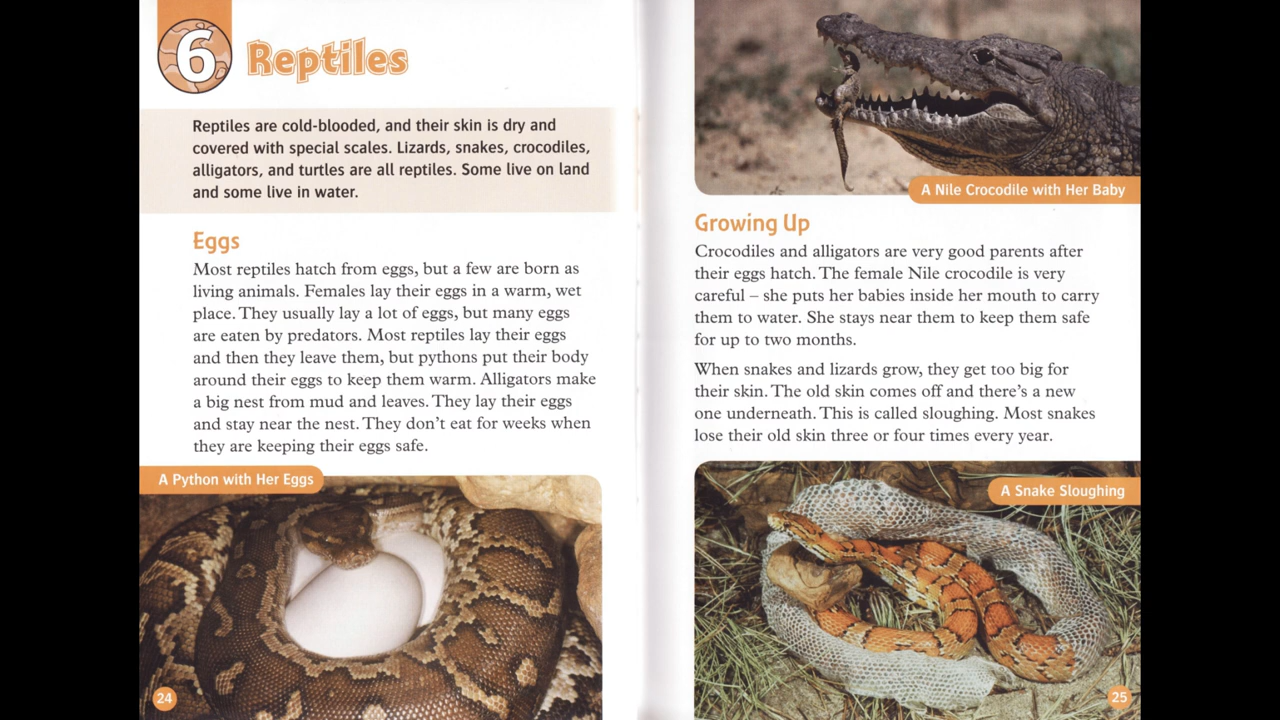 6 Reptiles
Reptiles are cold-blooded, and their skin is dry and
covered with special scales. Lizards, snakes, crocodiles,
alligators, and turtles are all reptiles. Some live on land
and some live in water.
Eggs
Most reptiles hatch from eggs, but a few are born as
living animals. Females lay their eggs in a warm, wet
place. They usually lay a lot of eggs, but many eggs
are eaten by predators. Most reptiles lay their eggs
and then they leave them, but pythons put their body
around their eggs to keep them warm. Alligators make
a big nest from mud and leaves. They lay their eggs
and stay near the nest. They don't eat for weeks when
they are keeping their eggs safe.
A Python with Her Eggs
24
A Nile Crocodile with Her Baby
Growing Up
Crocodiles and alligators are very good parents after
their eggs hatch. The female Nile crocodile is very
careful – she puts her babies inside her mouth to carry
them to water. She stays near them to keep them safe
for up to two months.
When snakes and lizards grow, they get too big for
their skin. The old skin comes off and there's a new
one underneath. This is called sloughing. Most snakes
lose their old skin three or four times every year.
A Snake Sloughing
25